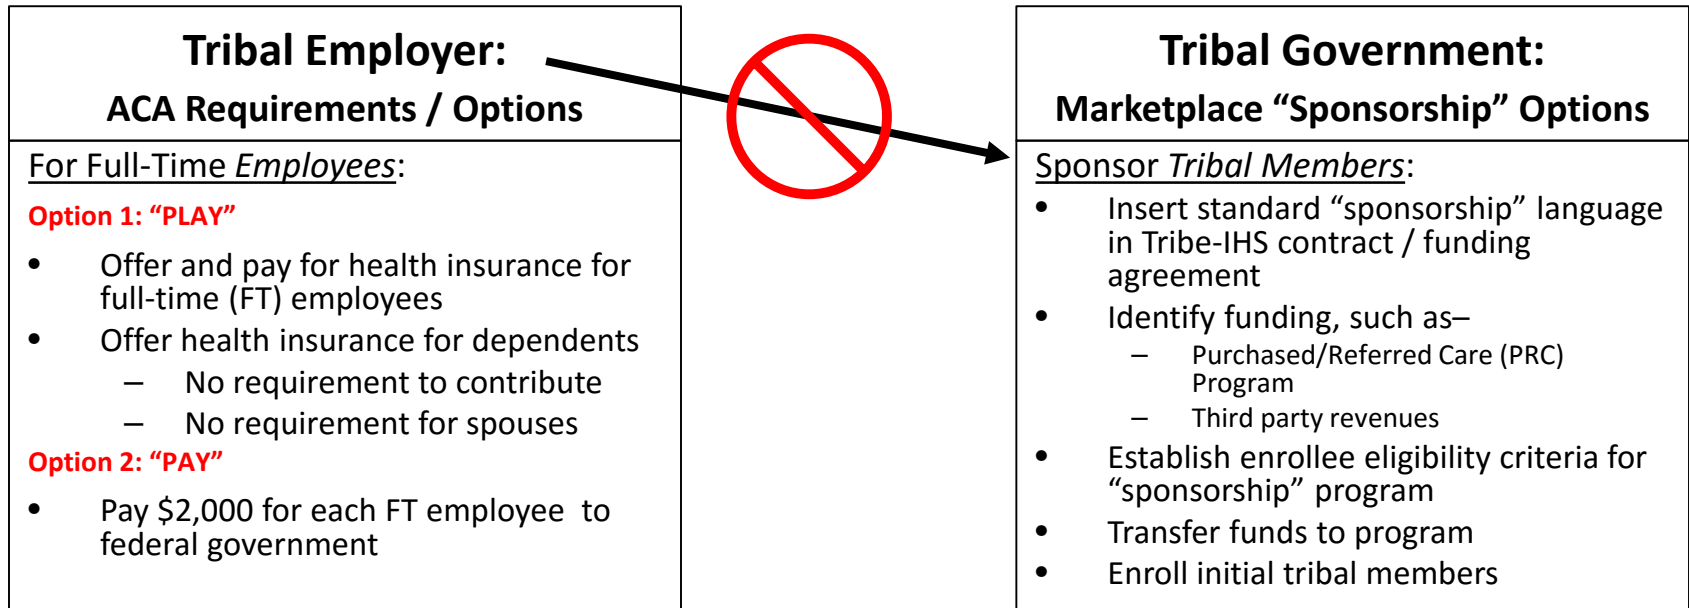 Tribal Employer:
ACA Requirements / Options
For Full-Time Employees:
Option 1: “PLAY”
• Offer and pay for health insurance for
full-time (FT) employees
• Offer health insurance for dependents
– No requirement to contribute
– No requirement for spouses
Option 2: “PAY”
• Pay $2,000 for each FT employee to
federal government
Tribal Government:
Marketplace “Sponsorship” Options
Sponsor Tribal Members:
• Insert standard “sponsorship” language
in Tribe-IHS contract / funding
agreement
• Identify funding, such as–
– Purchased/Referred Care (PRC)
Program
– Third party revenues
• Establish enrollee eligibility criteria for
“sponsorship” program
• Transfer funds to program
• Enroll initial tribal members